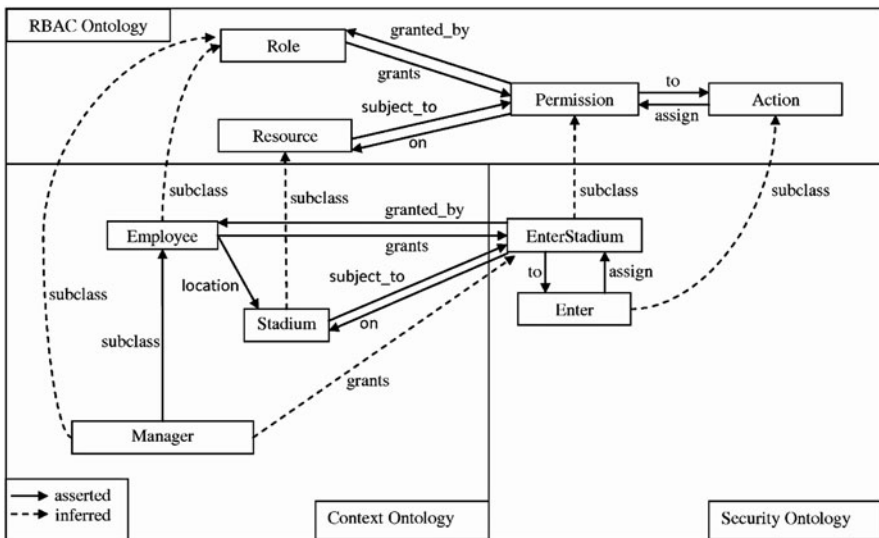 RBAC Ontology
Role
granted_by
grants
Permission
to
Action
assign
subject_to
Resource
on
subclass
subclass
subclass
subclass
granted_by
Employee
EnterStadium
grants
subject_to
to
assign
location
subclass
Stadium
on
Enter
subclass
grants
Manager
asserted
inferred
Context Ontology
Security Ontology